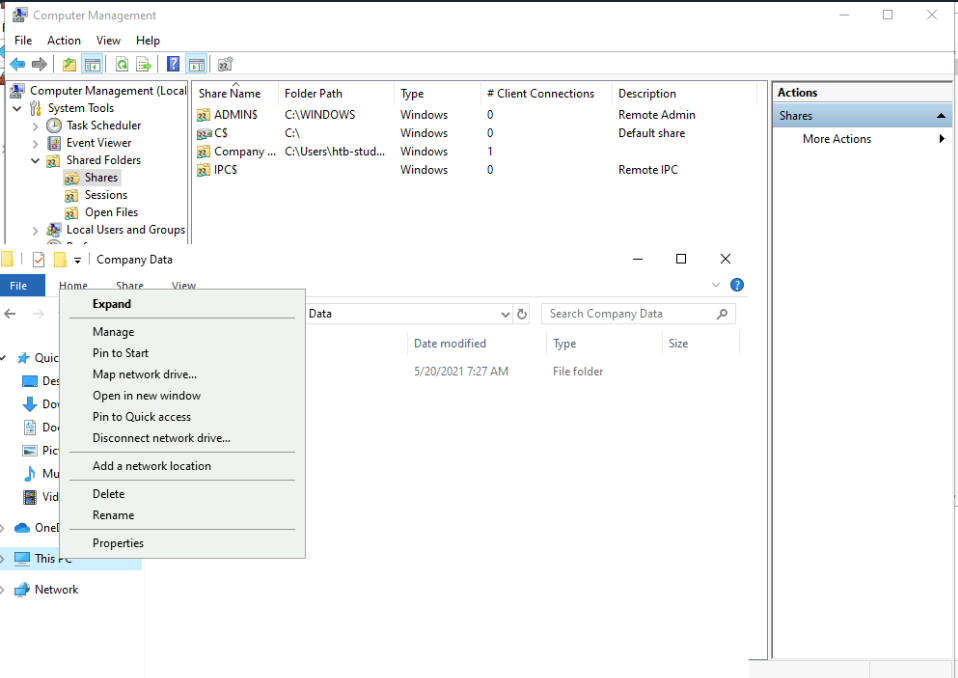 Computer Management
File Action View Help
Computer Management (Local
System Tools
Task Scheduler
Event Viewer
Shared Folders
Shares
Sessions
Open Files
Local Users and Groups
Share Name Folder Path Type # Client Connections Description
ADMIN$ C:\WINDOWS Windows 0 Remote Admin
C$ C:\ Windows 0 Default share
Company ... C:\Users\htb-stud... Windows 1
IPC$ Windows 0 Remote IPC
Actions
Shares
More Actions
Company Data
File Home Share View
Data
Search Company Data
Date modified Type Size
5/20/2021 7:27 AM File folder
Quic
Des
Dow
Doc
Pict
Mu
Vid
OneD
This PC
Network
Expand
Manage
Pin to Start
Map network drive...
Open in new window
Pin to Quick access
Disconnect network drive...
Add a network location
Delete
Rename
Properties